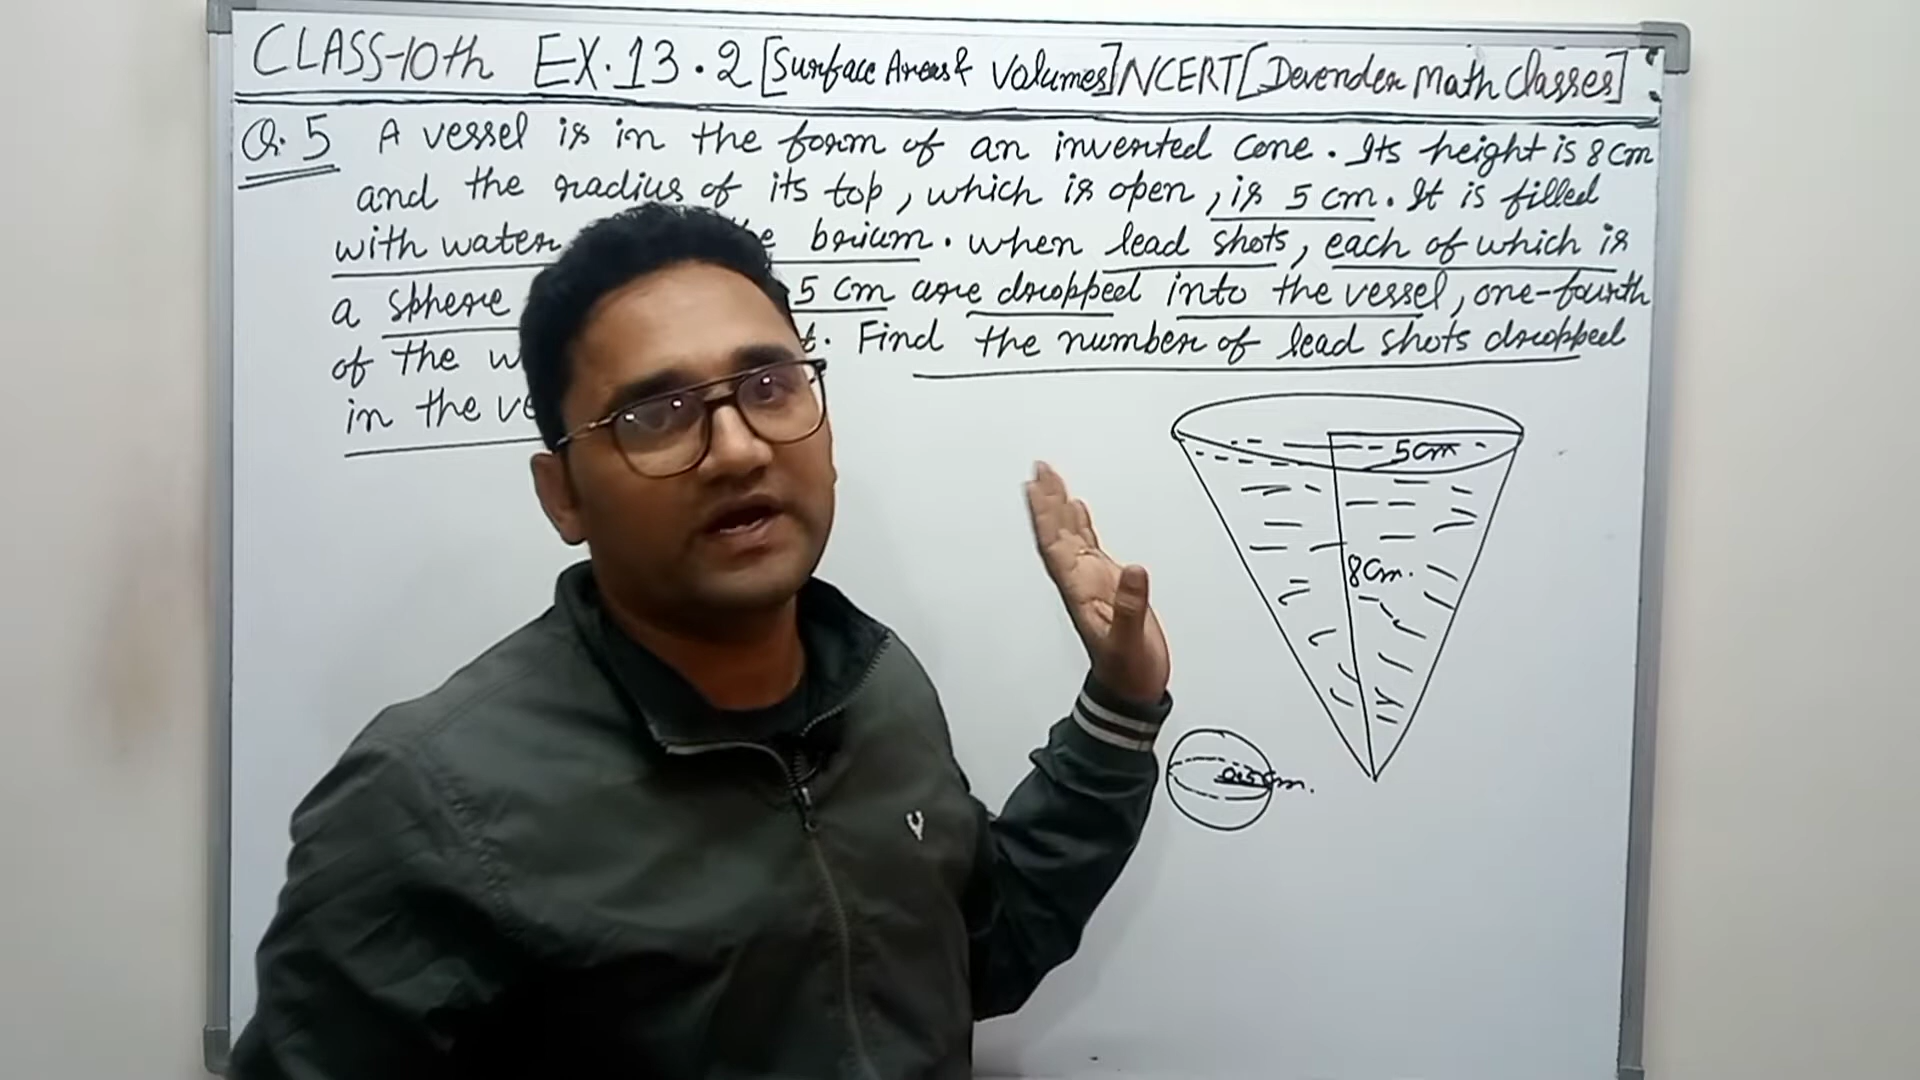 CLASS-10th EX.13.2 [Surface Areas & Volumes] NCERT [Devender Math Classes]
Q.5 A vessel is in the form of an inverted cone. Its height is 8 cm
and the radius of its top, which is open, is 5 cm. It is filled
with water brium. when lead shots, each of which is
a sphere 5 cm are dropped into the vessel, one-fourth
of the Find the number of lead shots dropped
in the
5cm
8cm.
0.5cm.